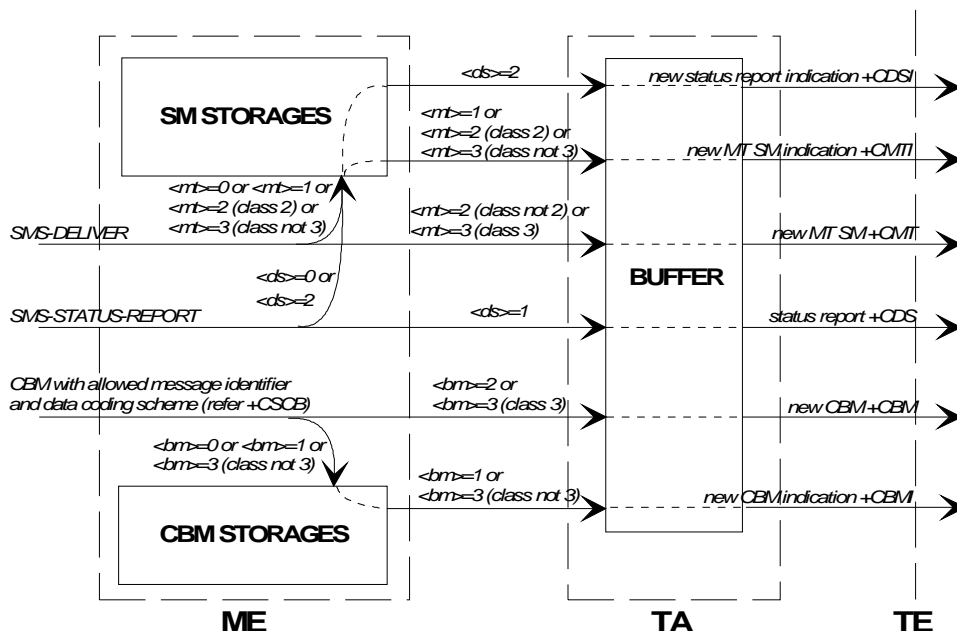 <ds>=2
new status report indication +CDSI
SM STORAGES
<mt>=1 or
<mt>=2 (class 2) or
<mt>=3 (class not 3)
new MT SM indication +CMTI
<mt>=0 or <mt>=1 or
<mt>=2 (class 2) or
<mt>=3 (class not 3)
<mt>=2 (class not 2) or
<mt>=3 (class 3)
SMS-DELIVER
new MT SM +CMT
BUFFER
<ds>=0 or
<ds>=2
SMS-STATUS-REPORT
<ds>=1
status report +CDS
CBM with allowed message identifier
and data coding scheme (refer +CSCB)
<bm>=2 or
<bm>=3 (class 3)
new CBM +CBM
<bm>=0 or <bm>=1 or
<bm>=3 (class not 3)
<bm>=1 or
<bm>=3 (class not 3)
new CBM indication +CBMI
CBM STORAGES
ME
TA
TE